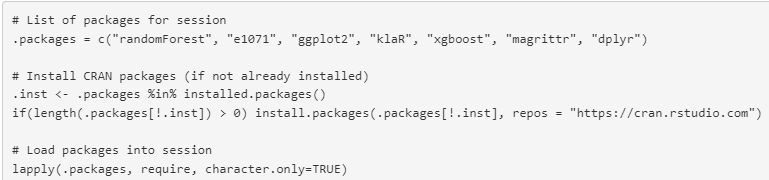 # List of packages for session
.packages = c("randomForest", "e1071", "ggplot2", "klaR", "xgboost", "magrittr", "dplyr")
# Install CRAN packages (if not already installed)
.inst <- .packages %in% installed.packages()
if(length(.packages[!.inst]) > 0) install.packages(.packages[!.inst], repos = "https://cran.rstudio.com")
# Load packages into session
lapply(.packages, require, character.only=TRUE)